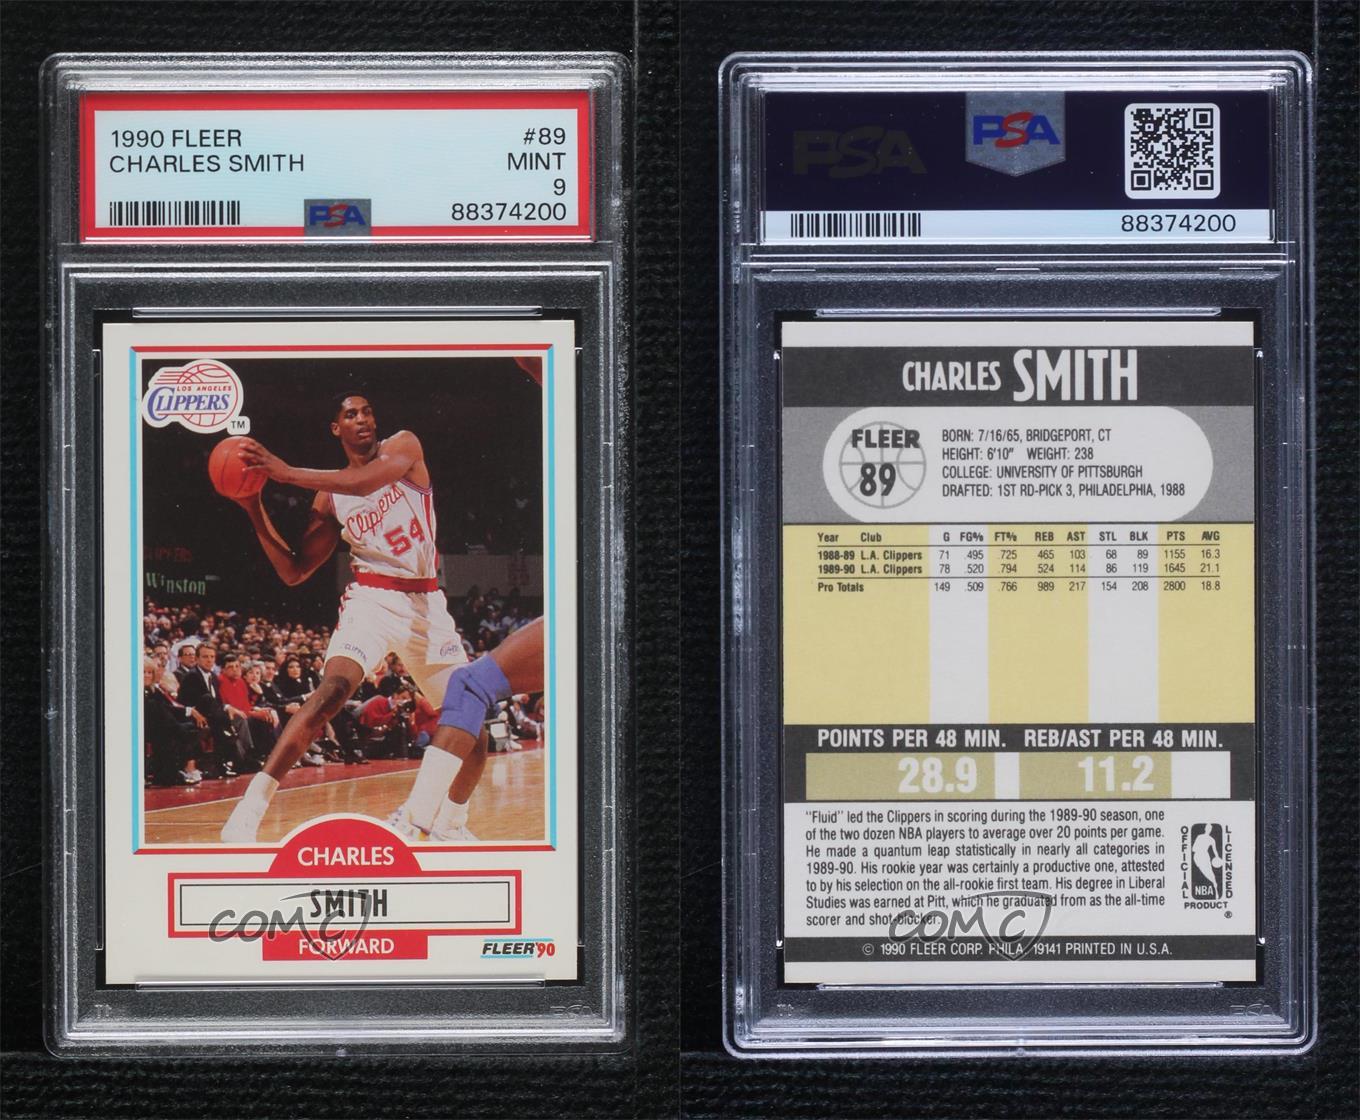 1990 FLEER #89
CHARLES SMITH MINT
9
88374200
PSA
LOS ANGELES
CLIPPERS
TM
Clippers
54
CLIPPERS
Winston
CLIPPERS
CHARLES
SMITH
FORWARD
FLEER '90
COMC
PSA
PSA PSA
88374200
CHARLES SMITH
FLEER
89
BORN: 7/16/65, BRIDGEPORT, CT
HEIGHT: 6'10" WEIGHT: 238
COLLEGE: UNIVERSITY OF PITTSBURGH
DRAFTED: 1ST RD-PICK 3, PHILADELPHIA, 1988
Year Club G FG% FT% REB AST STL BLK PTS AVG
1988-89 L.A. Clippers 71 .495 .725 465 103 68 89 1155 16.3
1989-90 L.A. Clippers 78 .520 .794 524 114 86 119 1645 21.1
Pro Totals 149 .509 .766 989 217 154 208 2800 18.8
POINTS PER 48 MIN. REB/AST PER 48 MIN.
28.9 11.2
"Fluid" led the Clippers in scoring during the 1989-90 season, one
of the two dozen NBA players to average over 20 points per game.
He made a quantum leap statistically in nearly all categories in
1989-90. His rookie year was certainly a productive one, attested
to by his selection on the all-rookie first team. His degree in Liberal
Studies was earned at Pitt, which he graduated from as the all-time
scorer and shot-blocker.
OFFICIAL
LICENSED
NBA
PRODUCT
®
© 1990 FLEER CORP. PHILA. 19141 PRINTED IN U.S.A.
COMC
PSA